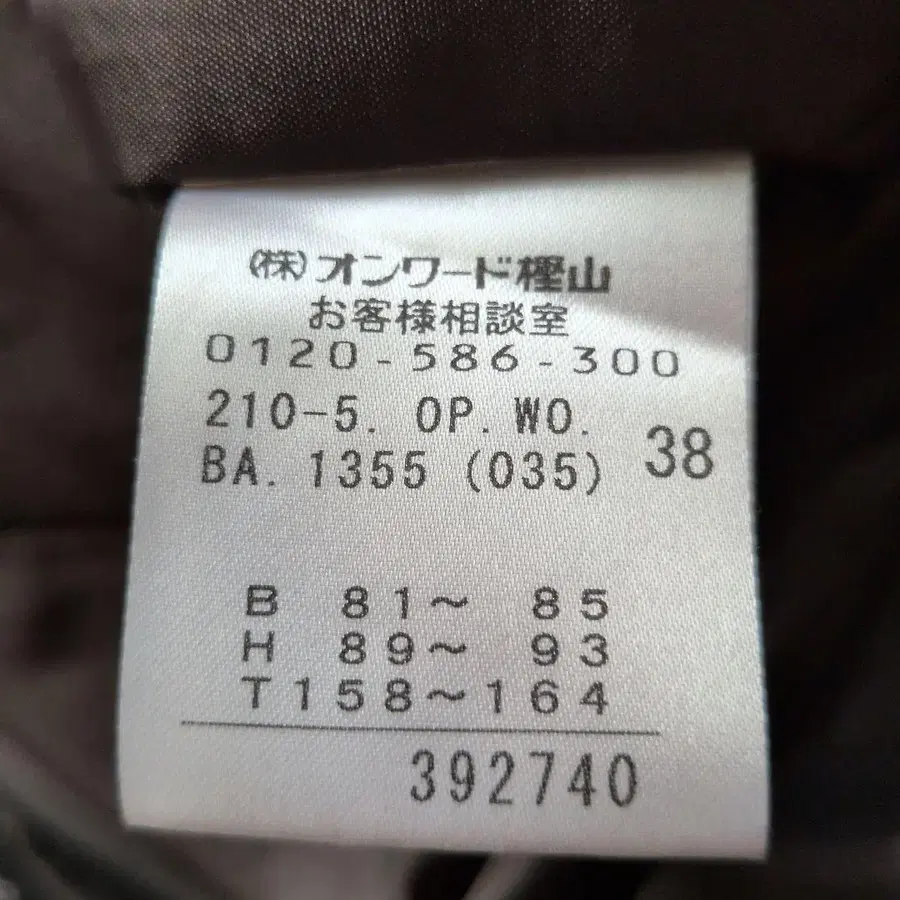 (株)オンワード樫山
お客様相談室
0120-586-300
210-5. OP.WO.
BA. 1355 (035) 38
B 81～ 85
H 89～ 93
T158～164
392740